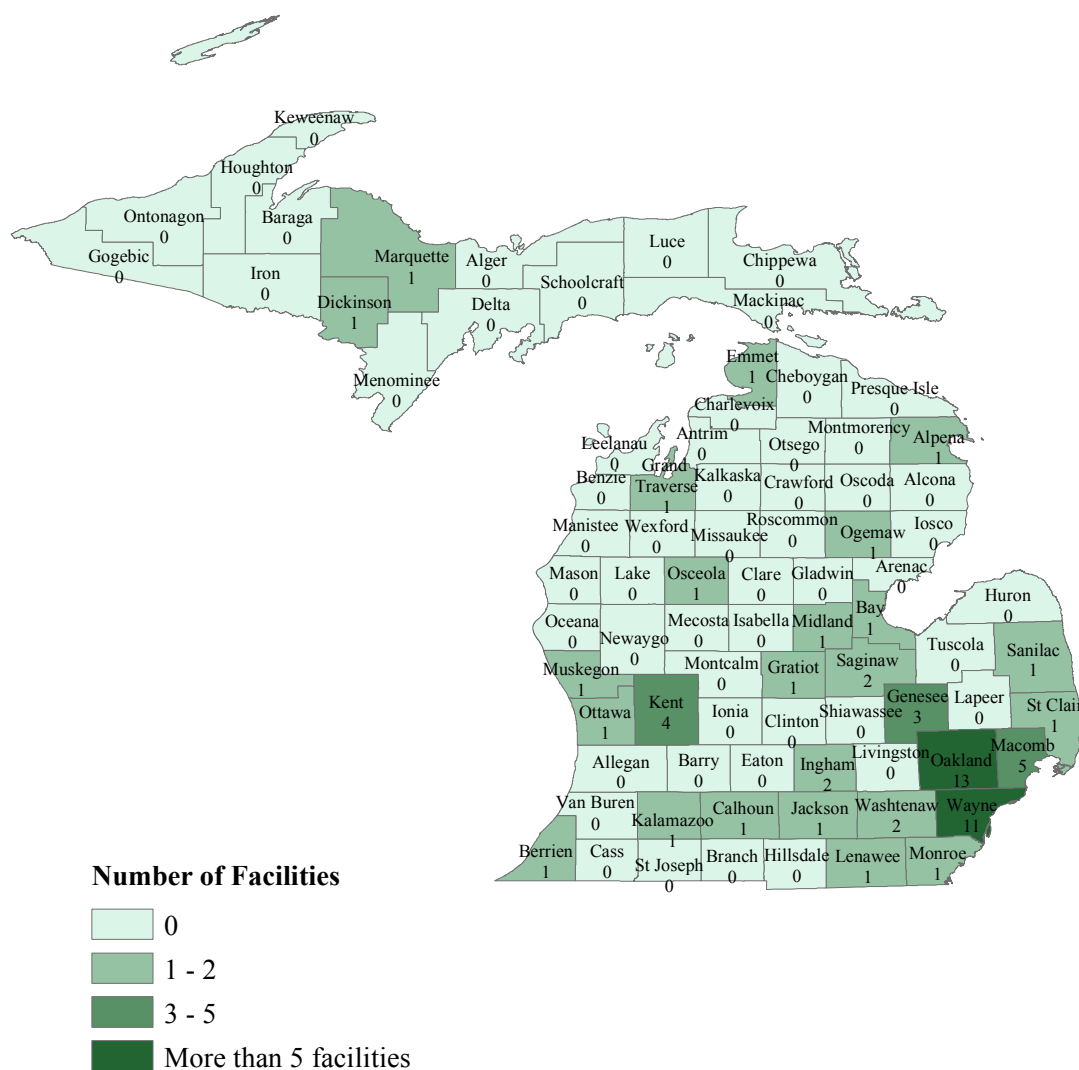 Keweenaw
0
Houghton
0
Ontonagon
0
Baraga
0
Gogebic
0
Iron
0
Marquette
1
Dickinson
1
Alger
0
Luce
0
Chippewa
0
Schoolcraft
0
Delta
0
Mackinac
0
Menominee
0
Emmet
1
Cheboygan
0
Presque Isle
0
Charlevoix
0
Leelanau
0
Antrim
0
Otsego
0
Montmorency
0
Alpena
1
Benzie
0
Grand
Traverse
1
Kalkaska
0
Crawford
0
Oscoda
0
Alcona
0
Manistee
0
Wexford
0
Missaukee
0
Roscommon
0
Ogemaw
1
Iosco
0
Mason
0
Lake
0
Osceola
1
Clare
0
Gladwin
0
Arenac
0
Huron
0
Oceana
0
Newaygo
0
Mecosta
0
Isabella
0
Midland
1
Bay
1
Tuscola
0
Sanilac
1
Muskegon
1
Montcalm
0
Gratiot
1
Saginaw
2
Ottawa
1
Kent
4
Ionia
0
Clinton
0
Shiawassee
0
Genesee
3
Lapeer
0
St Clair
1
Allegan
0
Barry
0
Eaton
0
Ingham
2
Livingston
0
Oakland
13
Macomb
5
Van Buren
0
Kalamazoo
1
Calhoun
1
Jackson
1
Washtenaw
2
Wayne
11
Berrien
1
Cass
0
St Joseph
0
Branch
0
Hillsdale
0
Lenawee
1
Monroe
1
Number of Facilities
0
1 - 2
3 - 5
More than 5 facilities